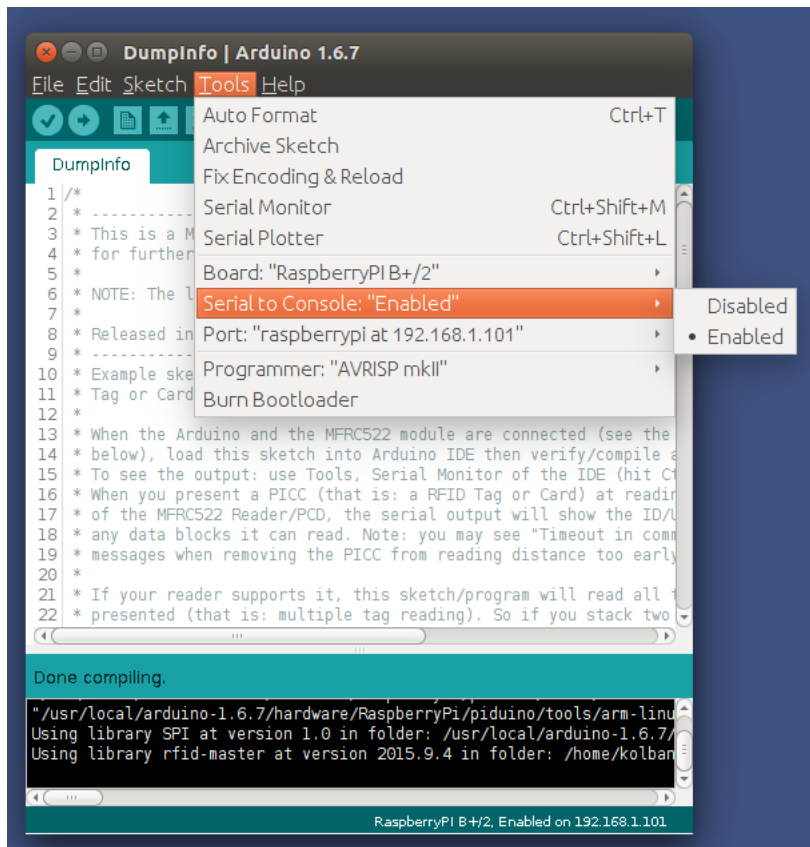 DumpInfo | Arduino 1.6.7
File Edit Sketch Tools Help
Auto Format Ctrl+T
Archive Sketch
Fix Encoding & Reload
Serial Monitor Ctrl+Shift+M
Serial Plotter Ctrl+Shift+L
Board: "RaspberryPI B+/2"
Serial to Console: "Enabled"
Port: "raspberrypi at 192.168.1.101"
Programmer: "AVRISP mkII"
Burn Bootloader
Disabled
• Enabled
DumpInfo
1 /*
2 * -----------
3 * This is a M
4 * for further
5 *
6 * NOTE: The l
7 *
8 * Released in
9 * -----------
10 * Example ske
11 * Tag or Card
12 *
13 * When the Arduino and the MFRC522 module are connected (see the
14 * below), load this sketch into Arduino IDE then verify/compile a
15 * To see the output: use Tools, Serial Monitor of the IDE (hit Ct
16 * When you present a PICC (that is: a RFID Tag or Card) at readin
17 * of the MFRC522 Reader/PCD, the serial output will show the ID/U
18 * any data blocks it can read. Note: you may see "Timeout in comm
19 * messages when removing the PICC from reading distance too early
20 *
21 * If your reader supports it, this sketch/program will read all t
22 * presented (that is: multiple tag reading). So if you stack two
Done compiling.
"/usr/local/arduino-1.6.7/hardware/RaspberryPi/piduino/tools/arm-linu
Using library SPI at version 1.0 in folder: /usr/local/arduino-1.6.7/
Using library rfid-master at version 2015.9.4 in folder: /home/kolban
RaspberryPI B+/2, Enabled on 192.168.1.101